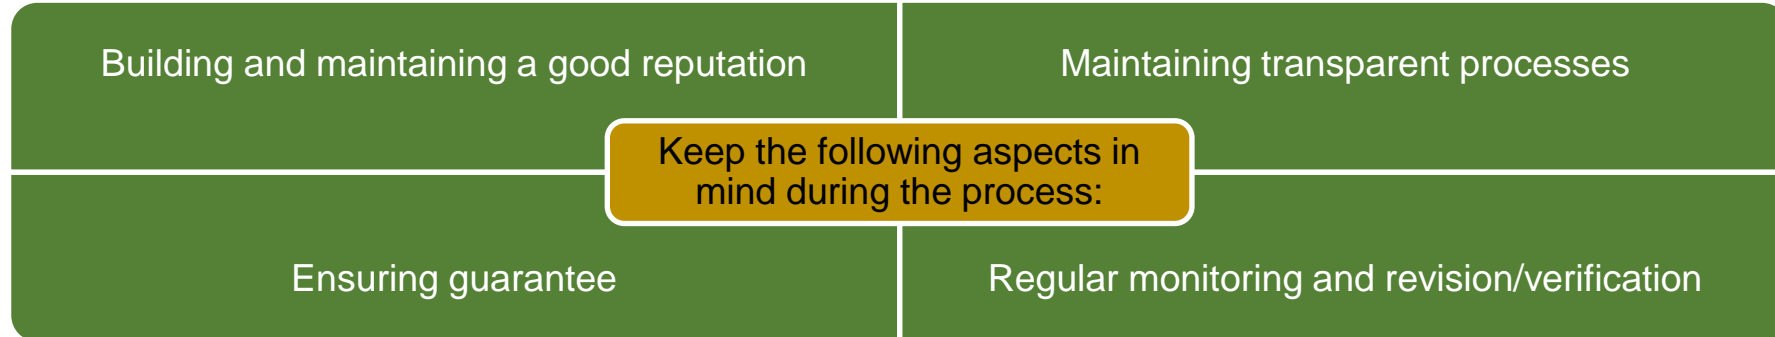 Building and maintaining a good reputation
Maintaining transparent processes
Keep the following aspects in
mind during the process:
Ensuring guarantee
Regular monitoring and revision/verification